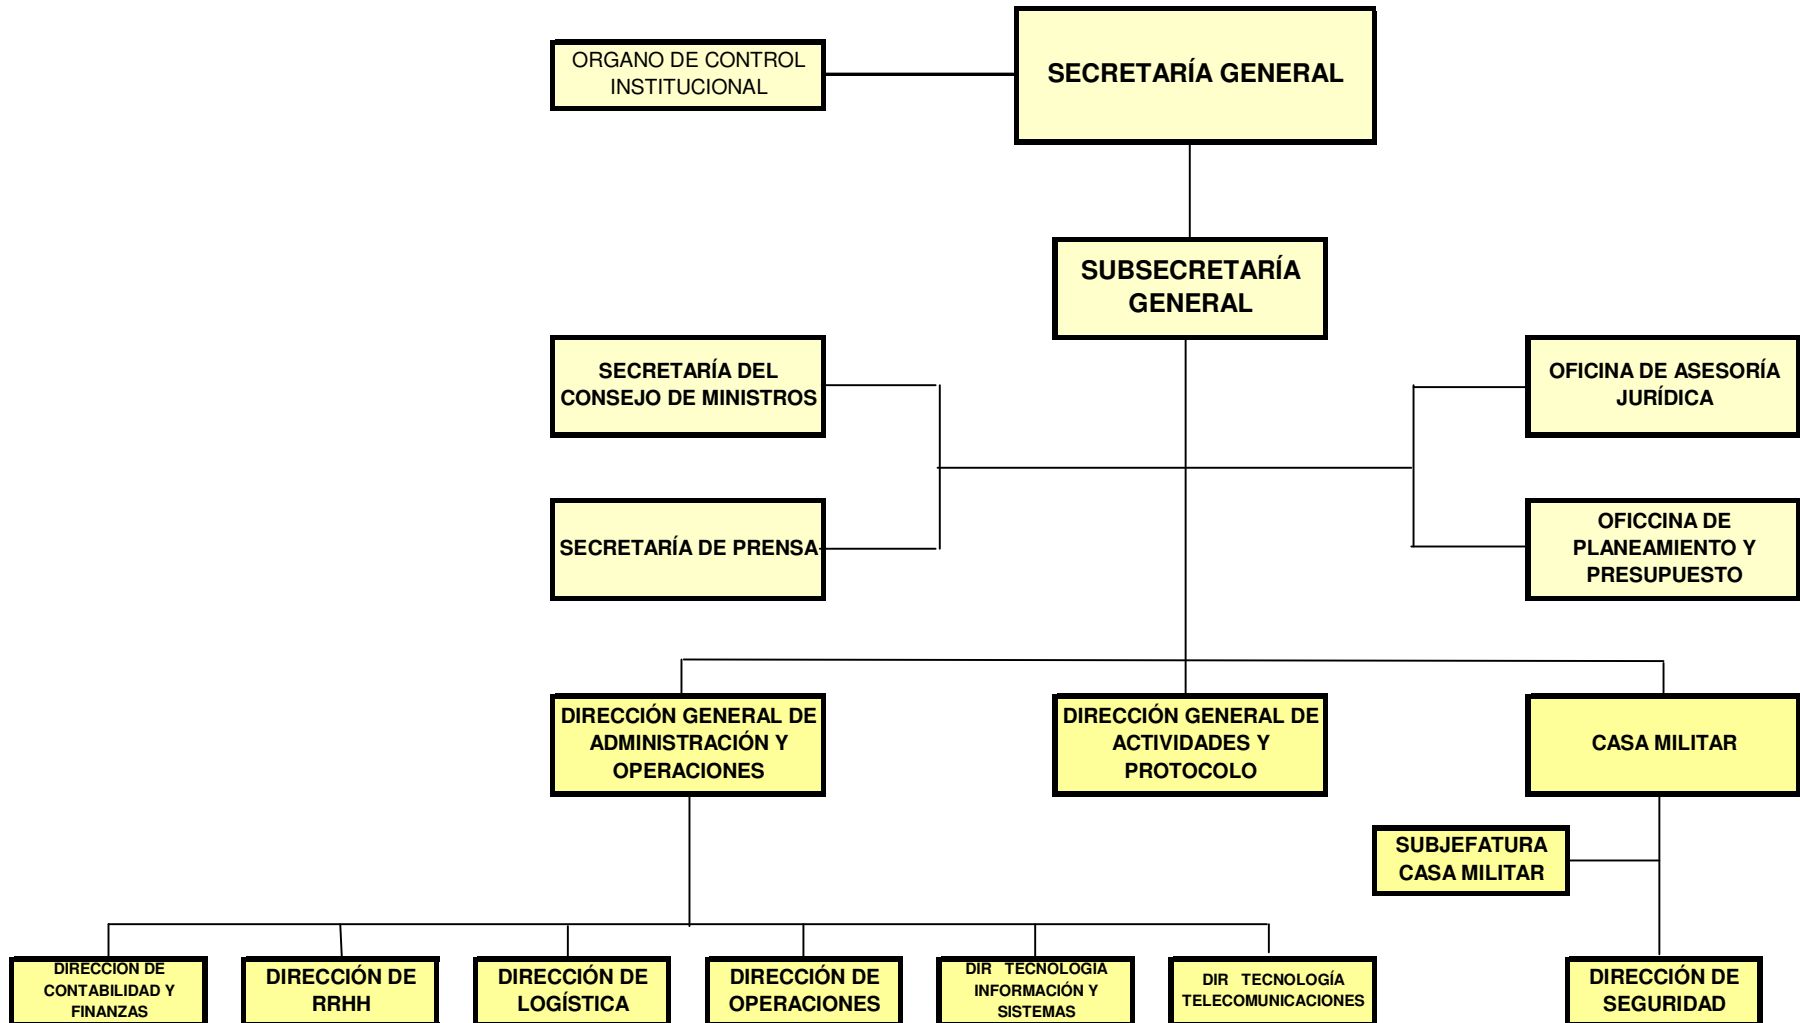 ORGANO DE CONTROL
INSTITUCIONAL
SECRETARÍA GENERAL
SUBSECRETARÍA
GENERAL
SECRETARÍA DEL
CONSEJO DE MINISTROS
OFICINA DE ASESORÍA
JURÍDICA
SECRETARÍA DE PRENSA
OFICCINA DE
PLANEAMIENTO Y
PRESUPUESTO
DIRECCIÓN GENERAL DE
ADMINISTRACIÓN Y
OPERACIONES
DIRECCIÓN GENERAL DE
ACTIVIDADES Y
PROTOCOLO
CASA MILITAR
SUBJEFATURA
CASA MILITAR
DIRECCIÓN DE
CONTABILIDAD Y
FINANZAS
DIRECCIÓN DE
RRHH
DIRECCIÓN DE
LOGÍSTICA
DIRECCIÓN DE
OPERACIONES
DIR TECNOLOGÍA
INFORMACIÓN Y
SISTEMAS
DIR TECNOLOGÍA
TELECOMUNICACIONES
DIRECCIÓN DE
SEGURIDAD